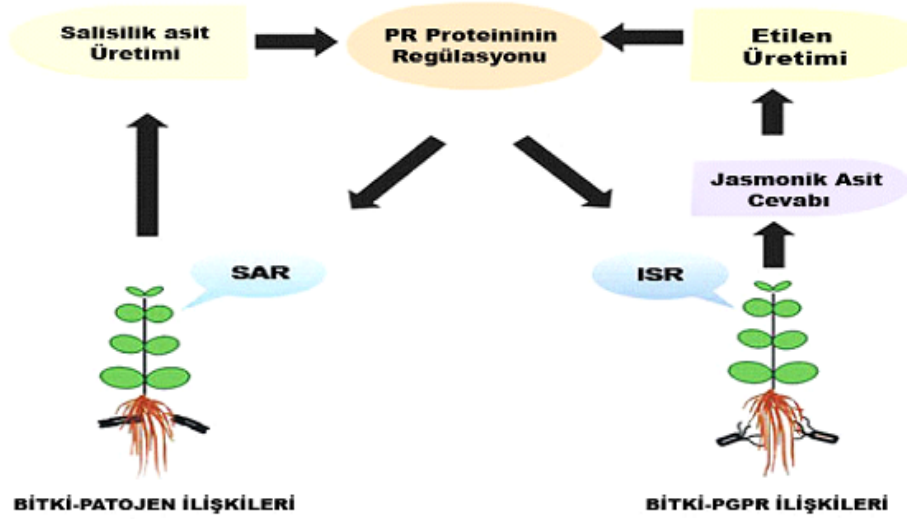 Salisilik asit
Üretimi
PR Proteininin
Regülasyonu
Etilen
Üretimi
Jasmonik Asit
Cevabı
SAR
ISR
BİTKİ-PATOJEN İLİŞKİLERİ
BİTKİ-PGPR İLİŞKİLERİ